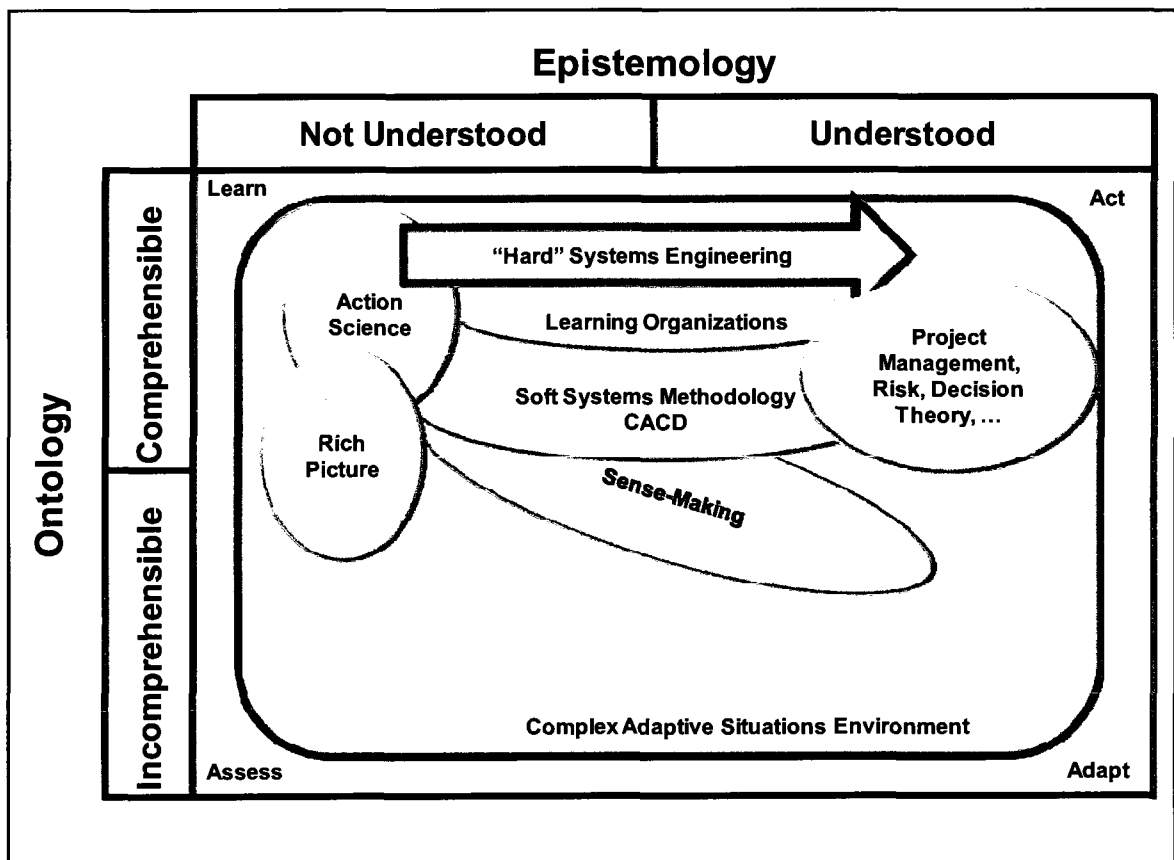 Epistemology
Not Understood
Understood
Ontology
Comprehensible
Incomprehensible
Learn
Act
“Hard” Systems Engineering
Action
Science
Learning Organizations
Project
Management,
Risk, Decision
Theory, …
Soft Systems Methodology
CACD
Rich
Picture
Sense-Making
Complex Adaptive Situations Environment
Assess
Adapt